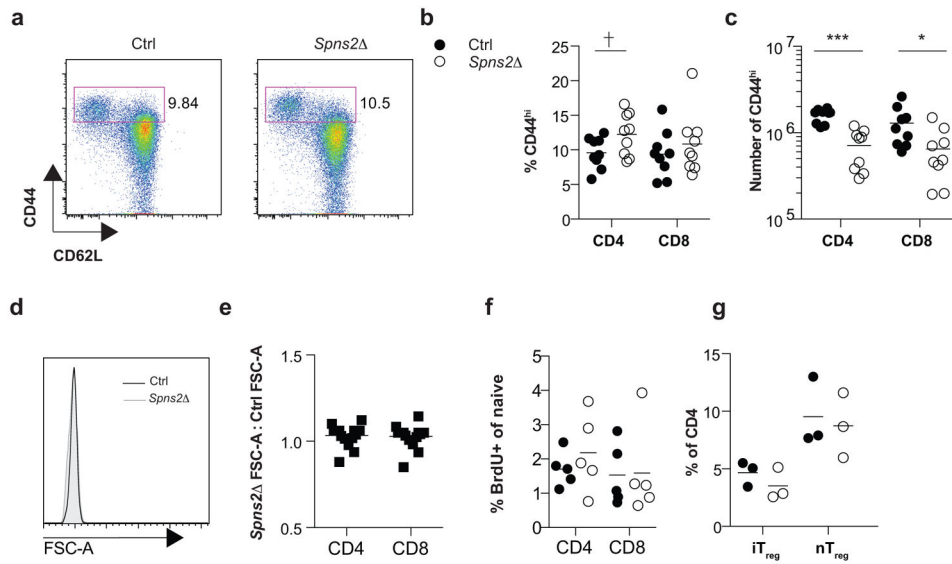 a
Ctrl
Spns2Δ
9.84
10.5
CD44
CD62L
b
Ctrl
Spns2Δ
†
25
20
15
10
5
0
% CD44hi
CD4
CD8
c
***
*
10^7
10^6
10^5
Number of CD44hi
CD4
CD8
d
Ctrl
Spns2Δ
FSC-A
e
1.5
1.0
0.5
Spns2Δ FSC-A : Ctrl FSC-A
CD4
CD8
f
5
4
3
2
1
0
% BrdU+ of naive
CD4
CD8
g
15
10
5
0
% of CD4
iTreg
nTreg